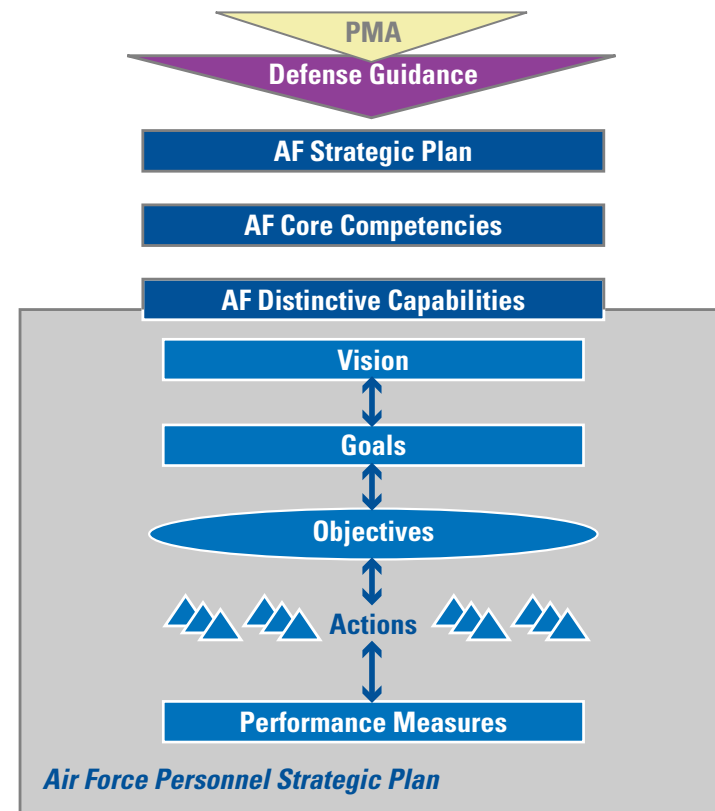 PMA
Defense Guidance
AF Strategic Plan
AF Core Competencies
AF Distinctive Capabilities
Vision
Goals
Objectives
Actions
Performance Measures
Air Force Personnel Strategic Plan